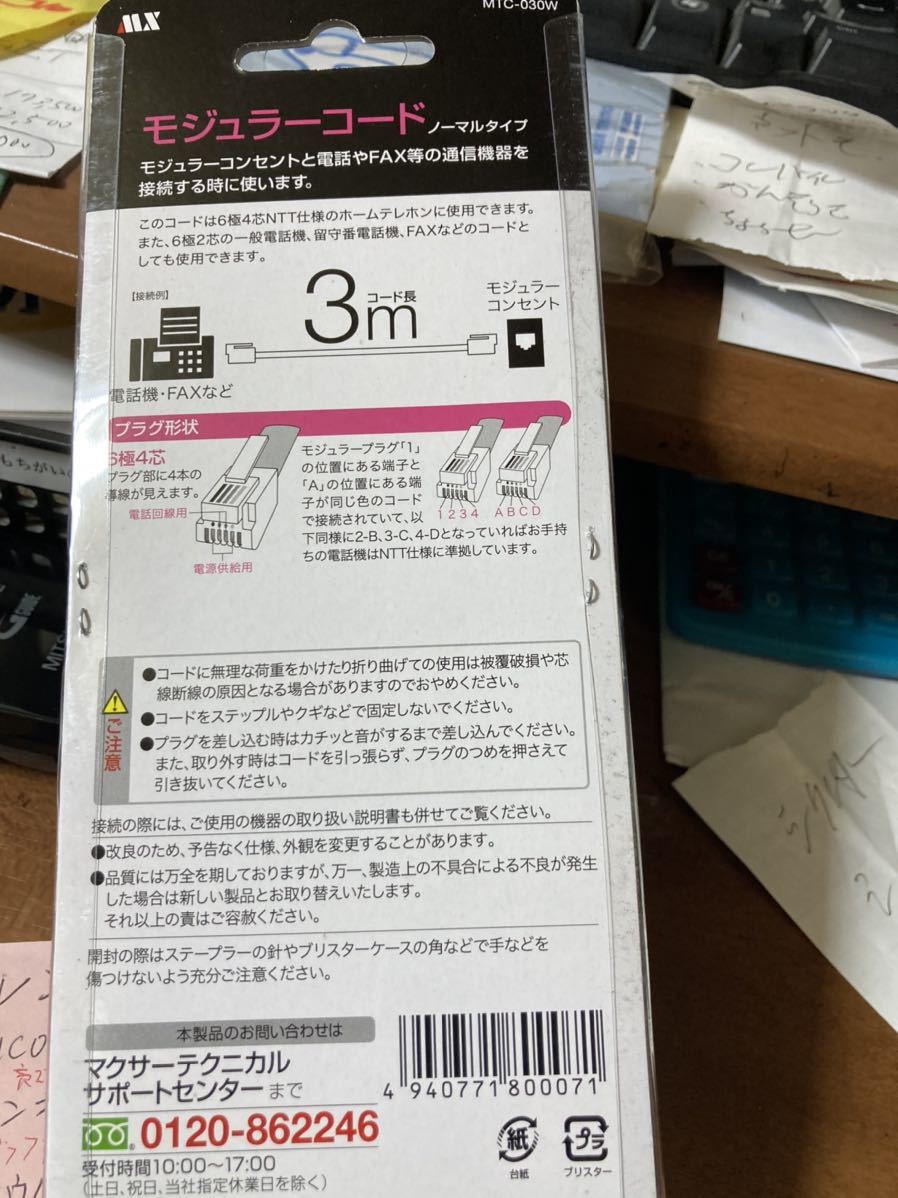 MX
MTC-030W
モジュラーコード ノーマルタイプ
モジュラーコンセントと電話やFAX等の通信機器を
接続する時に使います。
このコードは6極4芯NTT仕様のホームテレホンに使用できます。
また、6極2芯の一般電話機、留守番電話機、FAXなどのコードと
しても使用できます。
【接続例】
3m コード長
モジュラー
コンセント
電話機・FAXなど
プラグ形状
6極4芯
プラグ部に4本の
導線が見えます。
電話回線用
電源供給用
モジュラープラグ「1」
の位置にある端子と
「A」の位置にある端
子が同じ色のコード
で接続されていて、以
下同様に2-B、3-C、4-Dとなっていればお手持
ちの電話機はNTT仕様に準拠しています。
1 2 3 4 A B C D
ご注意
●コードに無理な荷重をかけたり折り曲げての使用は被覆破損や芯
線断線の原因となる場合がありますのでおやめください。
●コードをステップルやクギなどで固定しないでください。
●プラグを差し込む時はカチッと音がするまで差し込んでください。
また、取り外す時はコードを引っ張らず、プラグのつめを押さえて
引き抜いてください。
接続の際には、ご使用の機器の取り扱い説明書も併せてご覧ください。
●改良のため、予告なく仕様、外観を変更することがあります。
●品質には万全を期しておりますが、万一、製造上の不具合による不良が発生
した場合は新しい製品とお取り替えいたします。
それ以上の責はご容赦ください。
開封の際はステープラーの針やブリスターケースの角などで手などを
傷つけないよう充分ご注意ください。
本製品のお問い合わせは
マクサーテクニカル
サポートセンターまで
0120-862246
受付時間10:00〜17:00
(土日、祝日、当社指定休業日を除く)
4 940771 800071
紙
台紙
プラ
ブリスター